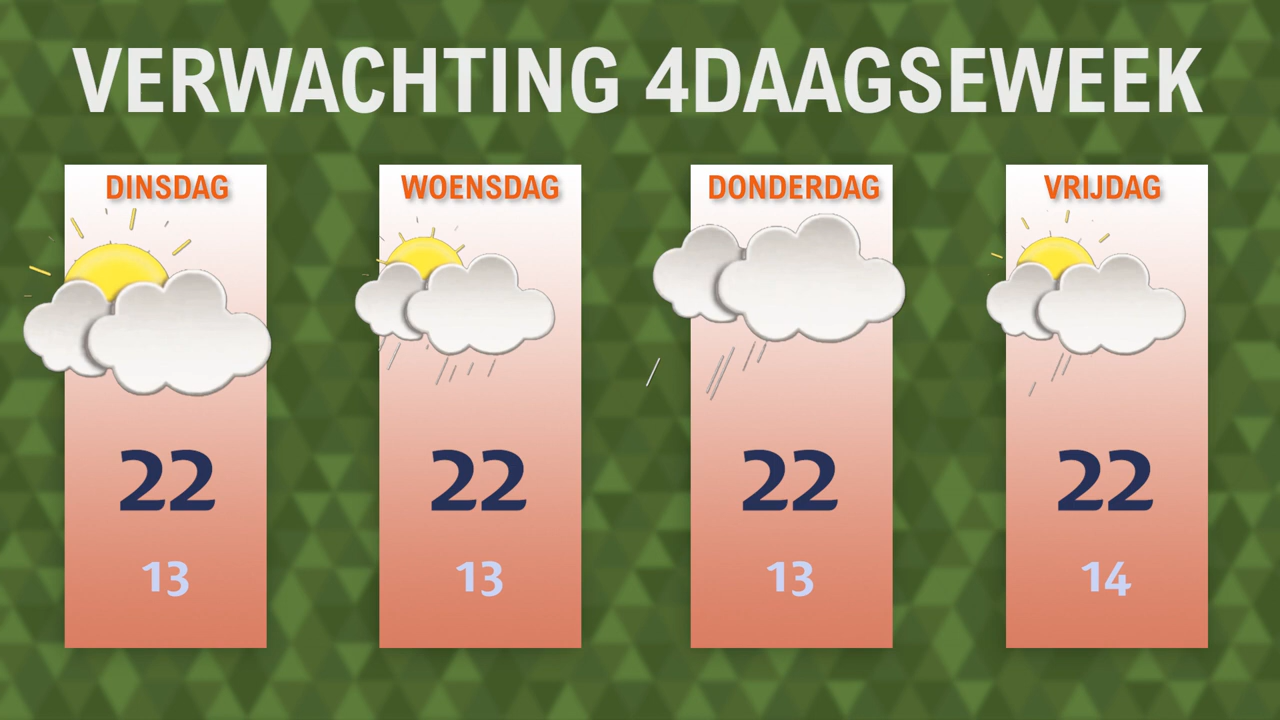 VERWACHTING 4DAAGSEWEEK
DINSDAG
22
13
WOENSDAG
22
13
DONDERDAG
22
13
VRIJDAG
22
14